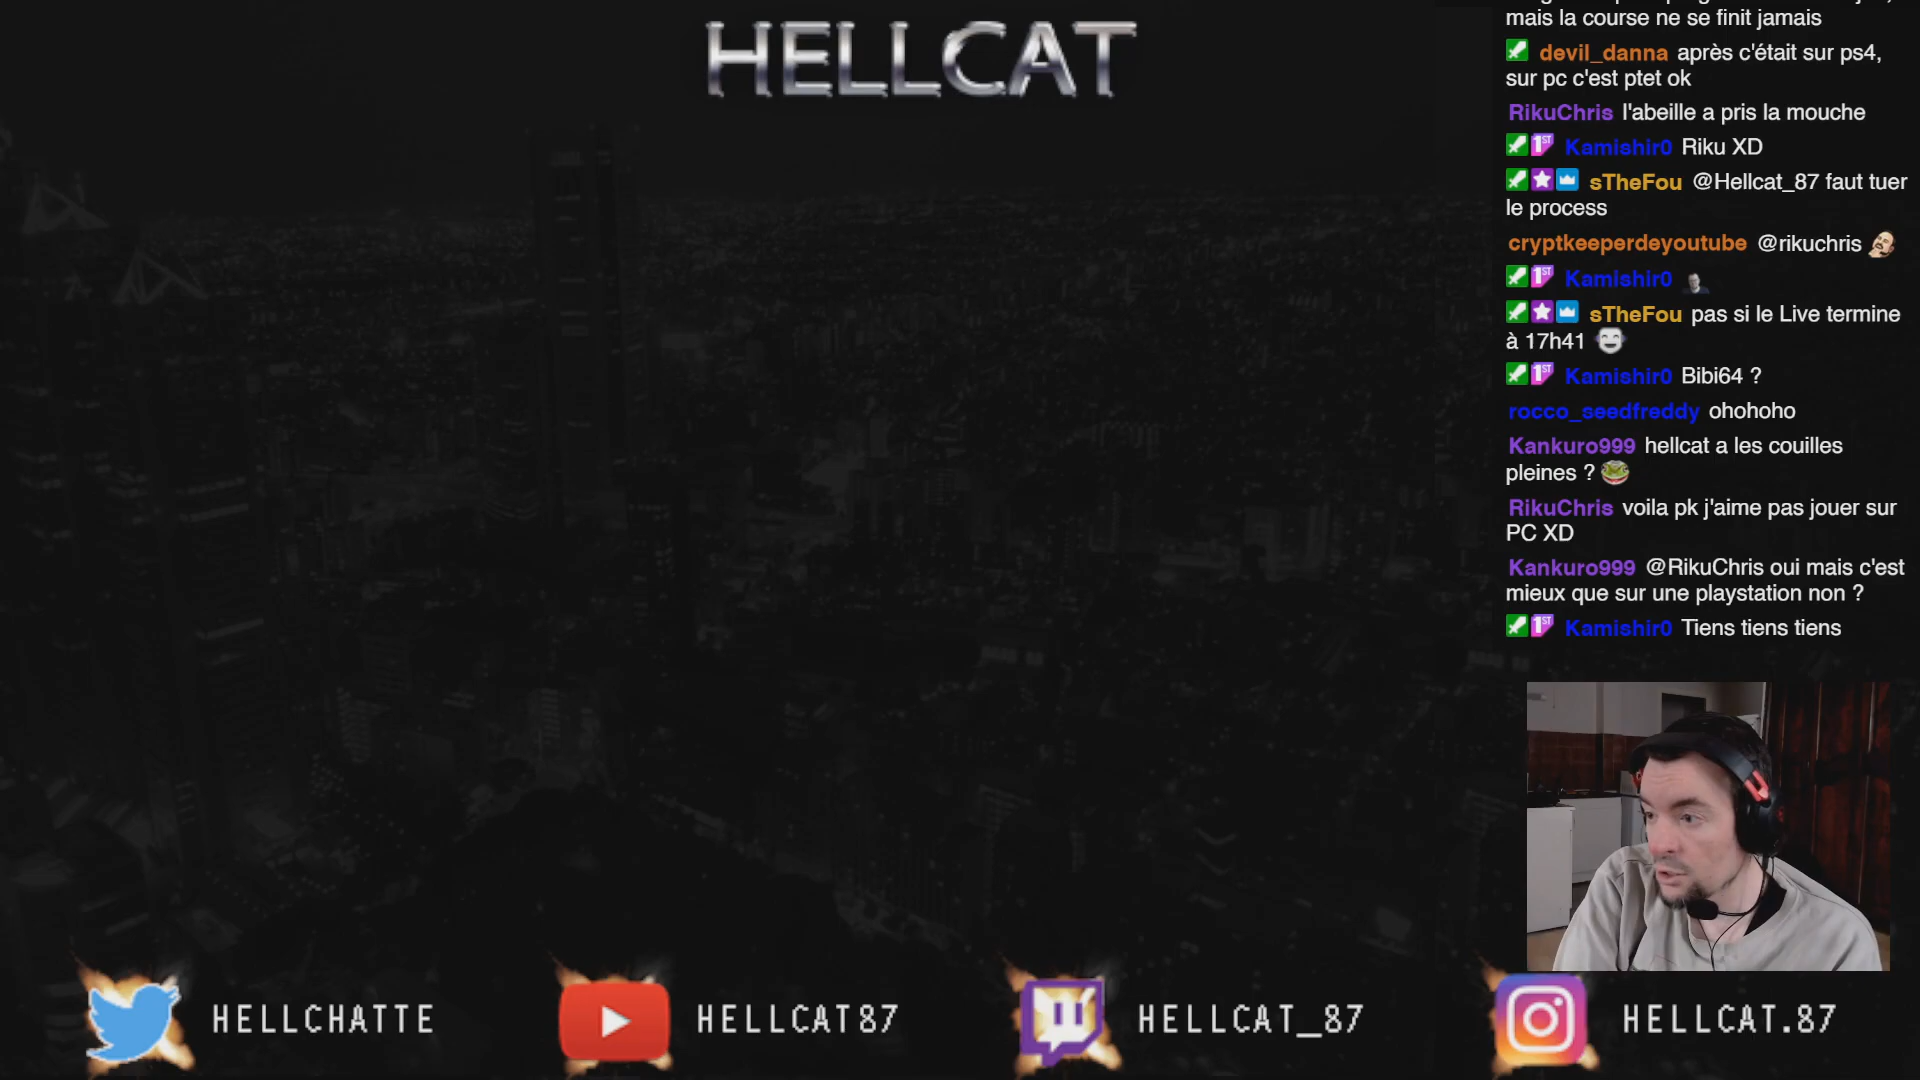 HELLCAT
mais la course ne se finit jamais
devil_danna après c'était sur ps4,
sur pc c'est ptet ok
RikuChris l'abeille a pris la mouche
1ST Kamishir0 Riku XD
sTheFou @Hellcat_87 faut tuer
le process
cryptkeeperdeyoutube @rikuchris
1ST Kamishir0
sTheFou pas si le Live termine
à 17h41
1ST Kamishir0 Bibi64 ?
rocco_seedfreddy ohohoho
Kankuro999 hellcat a les couilles
pleines ?
RikuChris voila pk j'aime pas jouer sur
PC XD
Kankuro999 @RikuChris oui mais c'est
mieux que sur une playstation non ?
1ST Kamishir0 Tiens tiens tiens
HELLCHATTE
HELLCAT87
HELLCAT_87
HELLCAT.87